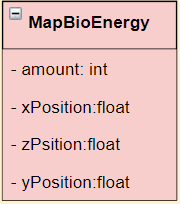 MapBioEnergy
- amount: int
- xPosition:float
- zPsition:float
- yPosition:float